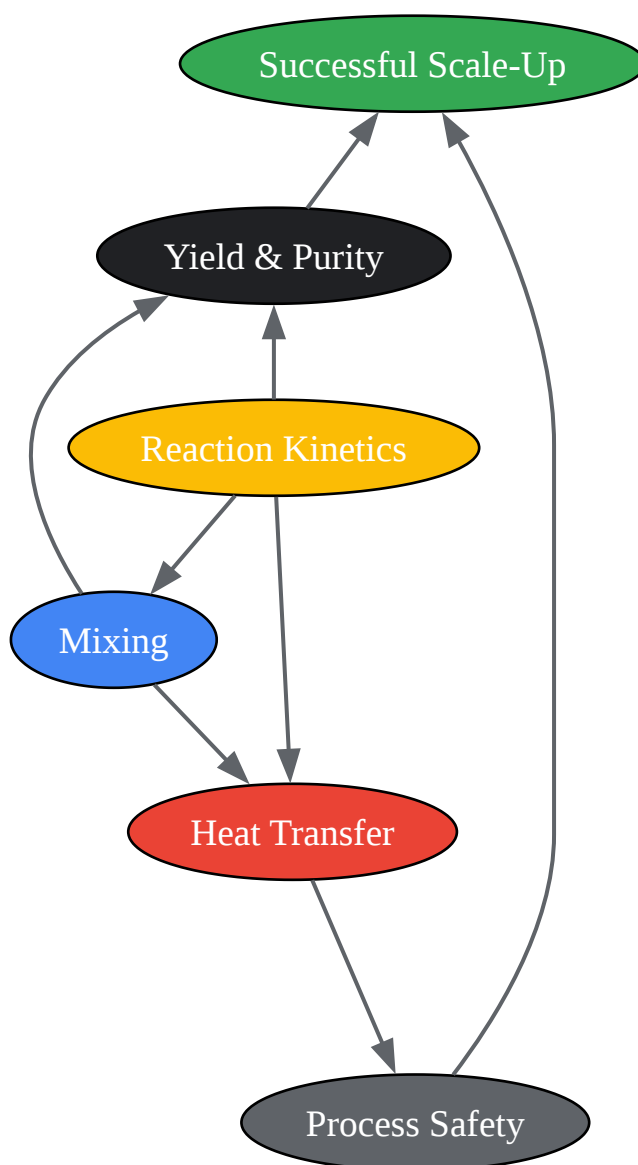 Successful Scale-Up
Yield & Purity
Reaction Kinetics
Mixing
Heat Transfer
Process Safety